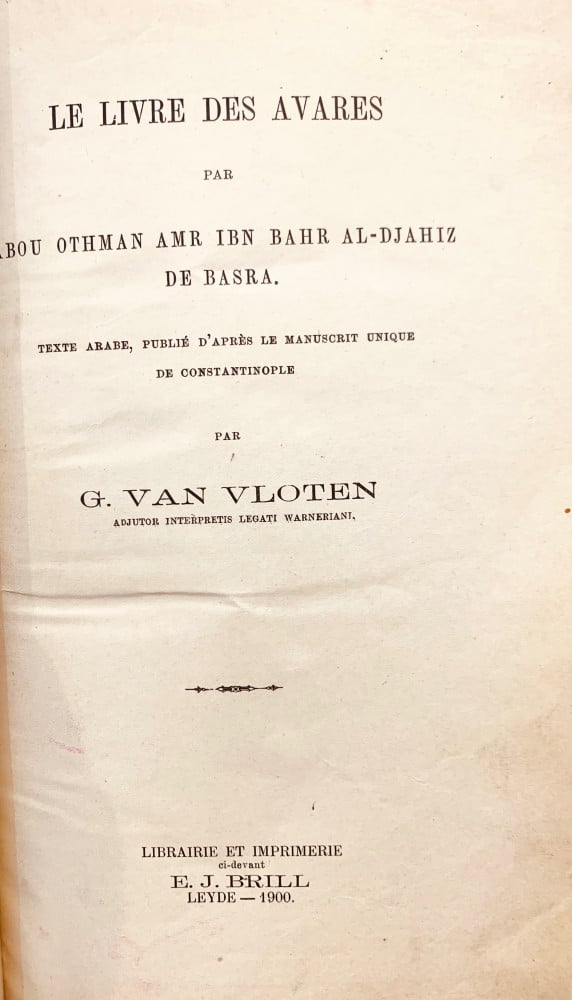 LE LIVRE DES AVARES
PAR
ABOU OTHMAN AMR IBN BAHR AL-DJAHIZ
DE BASRA.
TEXTE ARABE, PUBLIÉ D'APRÈS LE MANUSCRIT UNIQUE
DE CONSTANTINOPLE
PAR
G. VAN VLOTEN
ADJUTOR INTERPRETIS LEGATI WARNERIANI.
LIBRAIRIE ET IMPRIMERIE
ci-devant
E. J. BRILL
LEYDE — 1900.